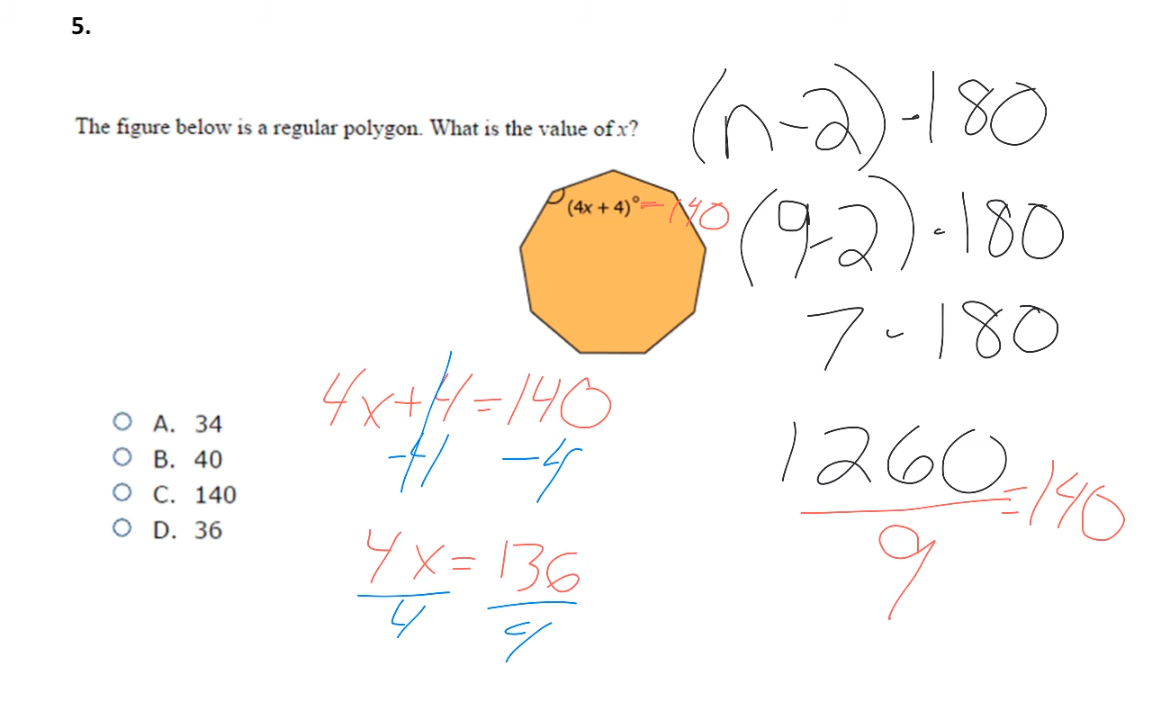 5.
(n-2)·180
The figure below is a regular polygon. What is the value of x?
(4x + 4)° = 140
(9-2)·180
7·180
4x+4=140
-4 -4
1260
9
=140
A. 34
B. 40
C. 140
D. 36
4x = 136
4 4